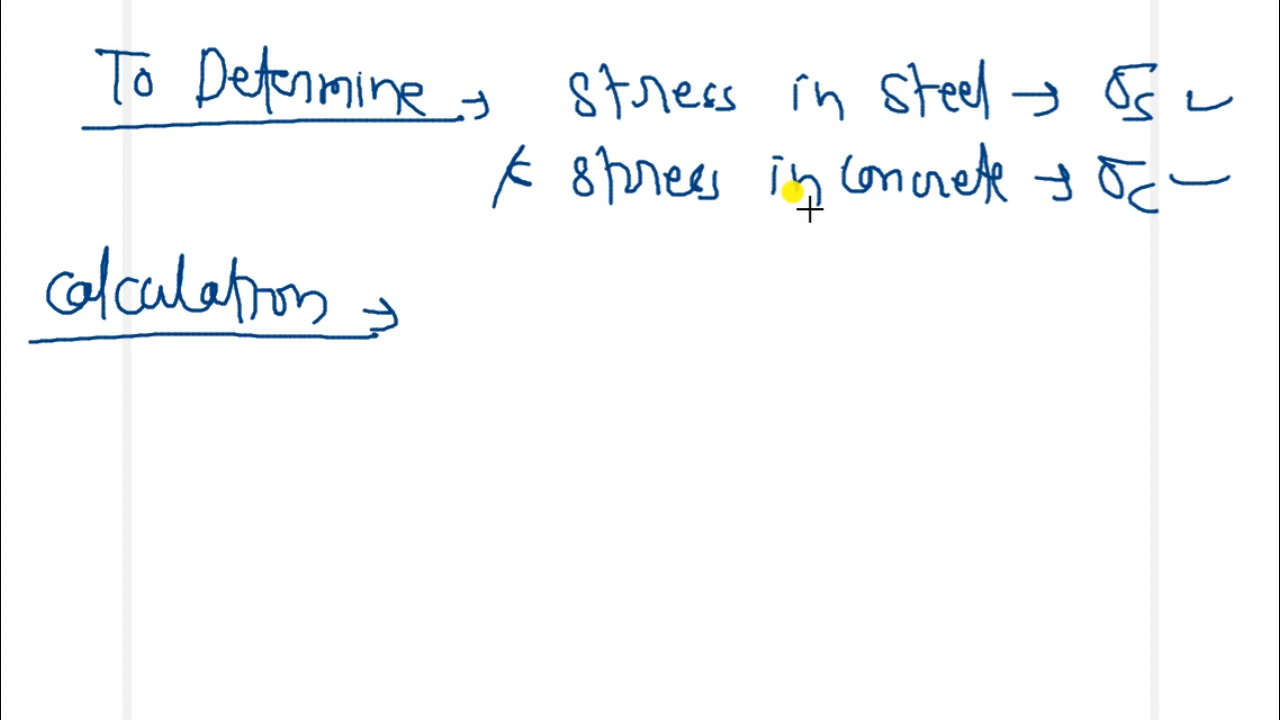 To Determine → stress in steel → σs
& stress in concrete → σc
Calculation →